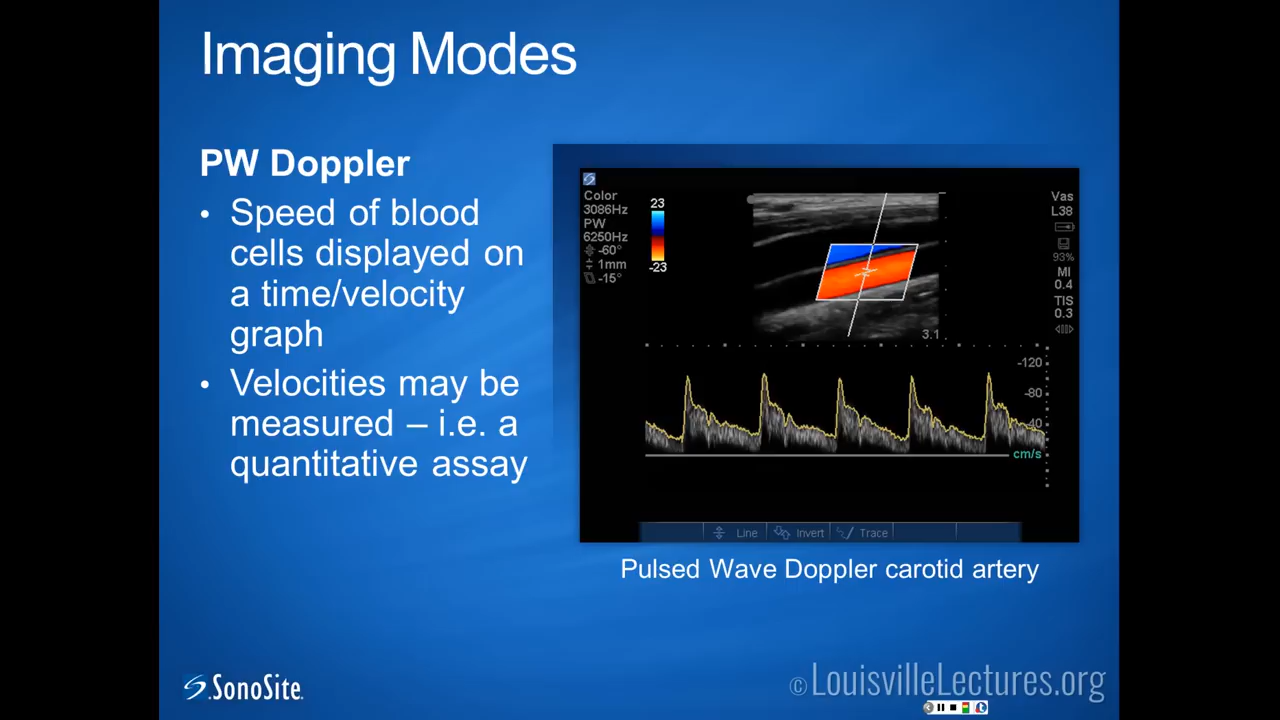 Imaging Modes
PW Doppler
• Speed of blood
cells displayed on
a time/velocity
graph
• Velocities may be
measured – i.e. a
quantitative assay
Color
3086Hz
PW
6250Hz
-60°
1mm
-15°
23
-23
Vas
L38
93%
MI
0.4
TIS
0.3
3.1
-120
-80
-40
cm/s
Line
Invert
Trace
Pulsed Wave Doppler carotid artery
SonoSite
© LouisvilleLectures.org